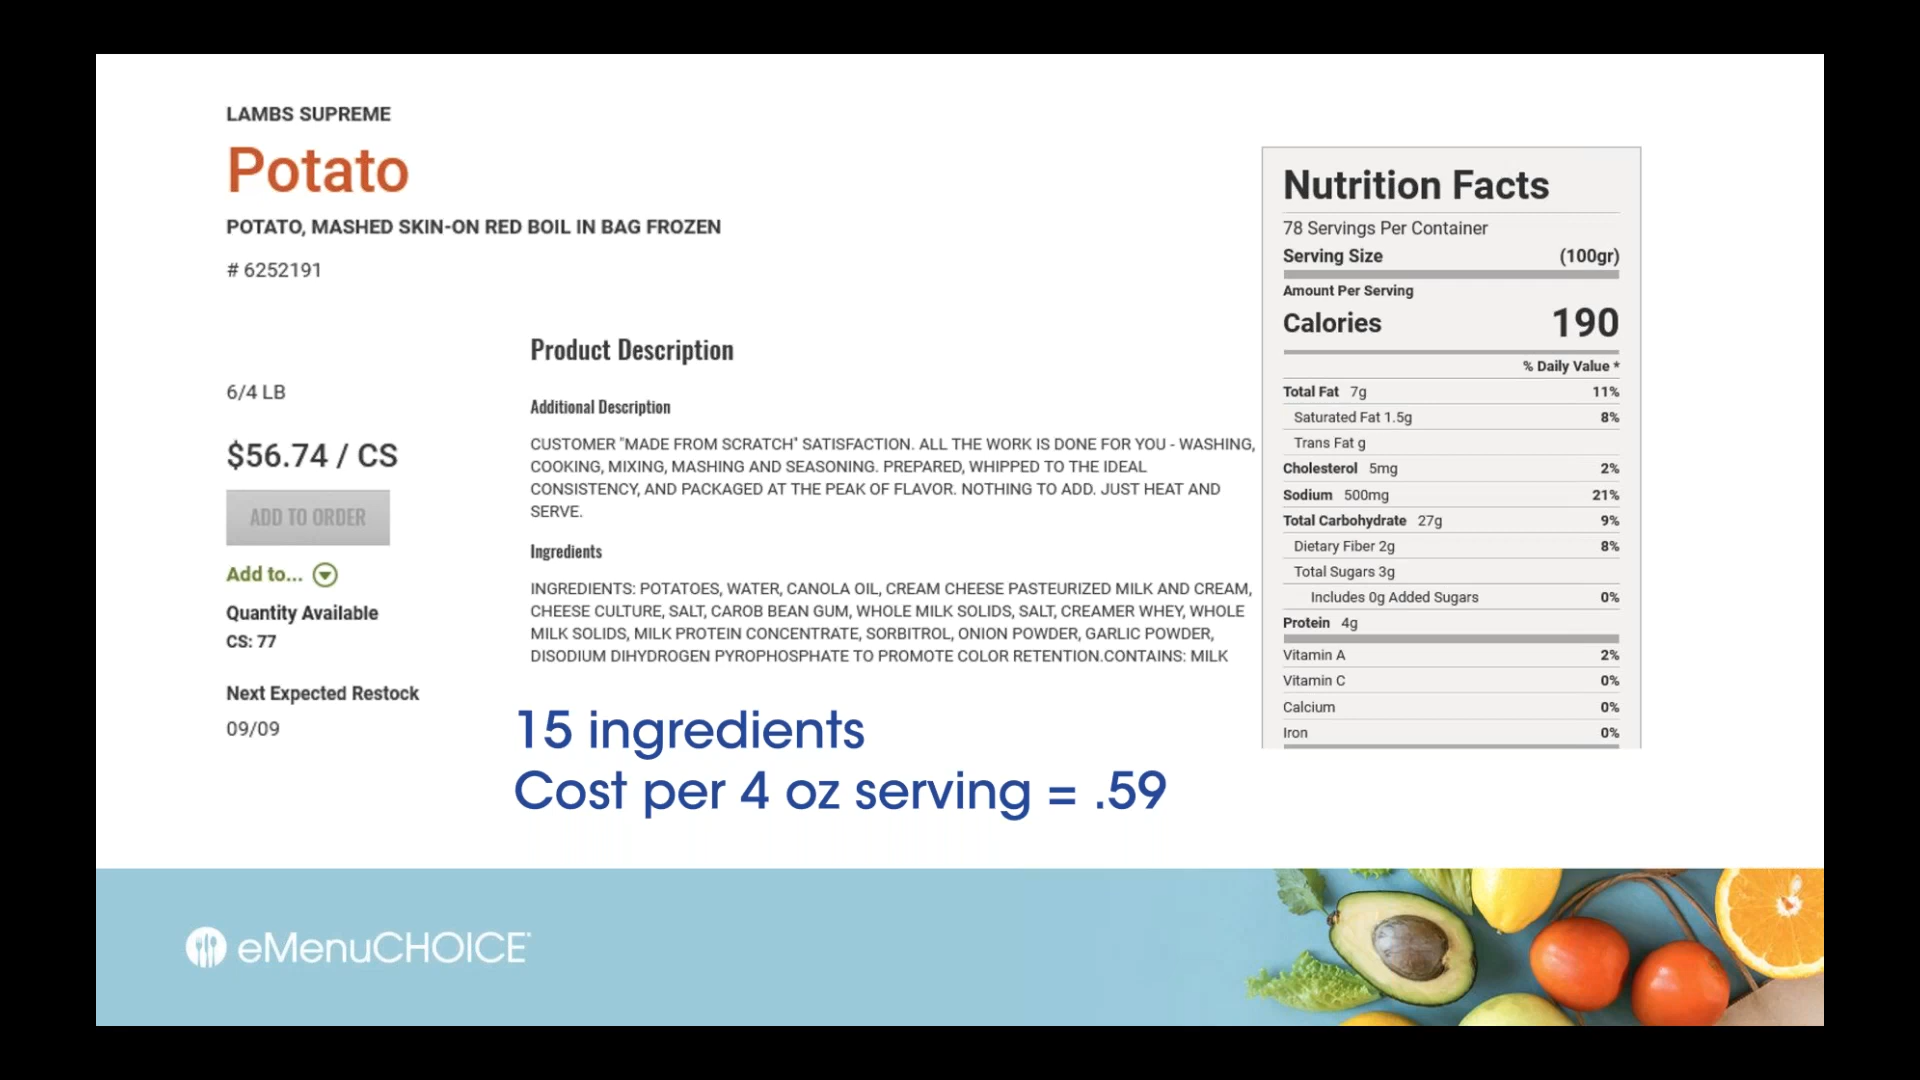 LAMBS SUPREME
Potato
POTATO, MASHED SKIN-ON RED BOIL IN BAG FROZEN
# 6252191
6/4 LB
$56.74 / CS
ADD TO ORDER
Add to...
Quantity Available
CS: 77
Next Expected Restock
09/09
Product Description
Additional Description
CUSTOMER "MADE FROM SCRATCH" SATISFACTION. ALL THE WORK IS DONE FOR YOU - WASHING,
COOKING, MIXING, MASHING AND SEASONING. PREPARED, WHIPPED TO THE IDEAL
CONSISTENCY, AND PACKAGED AT THE PEAK OF FLAVOR. NOTHING TO ADD. JUST HEAT AND
SERVE.
Ingredients
INGREDIENTS: POTATOES, WATER, CANOLA OIL, CREAM CHEESE PASTEURIZED MILK AND CREAM,
CHEESE CULTURE, SALT, CAROB BEAN GUM, WHOLE MILK SOLIDS, SALT, CREAMER WHEY, WHOLE
MILK SOLIDS, MILK PROTEIN CONCENTRATE, SORBITROL, ONION POWDER, GARLIC POWDER,
DISODIUM DIHYDROGEN PYROPHOSPHATE TO PROMOTE COLOR RETENTION.CONTAINS: MILK
15 ingredients
Cost per 4 oz serving = .59
Nutrition Facts
78 Servings Per Container
Serving Size (100gr)
Amount Per Serving
Calories 190
% Daily Value *
Total Fat 7g 11%
Saturated Fat 1.5g 8%
Trans Fat g
Cholesterol 5mg 2%
Sodium 500mg 21%
Total Carbohydrate 27g 9%
Dietary Fiber 2g 8%
Total Sugars 3g
Includes 0g Added Sugars 0%
Protein 4g
Vitamin A 2%
Vitamin C 0%
Calcium 0%
Iron 0%
eMenuCHOICE